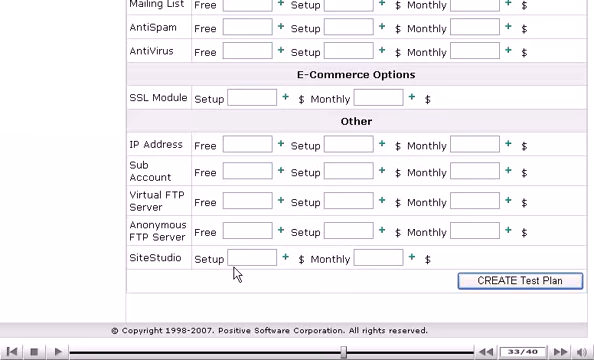 Mailing List Free + Setup + $ Monthly + $
AntiSpam Free + Setup + $ Monthly + $
AntiVirus Free + Setup + $ Monthly + $
E-Commerce Options
SSL Module Setup + $ Monthly + $
Other
IP Address Free + Setup + $ Monthly + $
Sub Account Free + Setup + $ Monthly + $
Virtual FTP Server Free + Setup + $ Monthly + $
Anonymous FTP Server Free + Setup + $ Monthly + $
SiteStudio Setup + $ Monthly + $
CREATE Test Plan
© Copyright 1998-2007. Positive Software Corporation. All rights reserved.
33/40